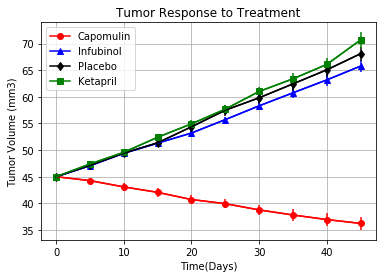 Tumor Response to Treatment
Capomulin
Infubinol
Placebo
Ketapril
Tumor Volume (mm3)
70
65
60
55
50
45
40
35
0
10
20
30
40
Time(Days)